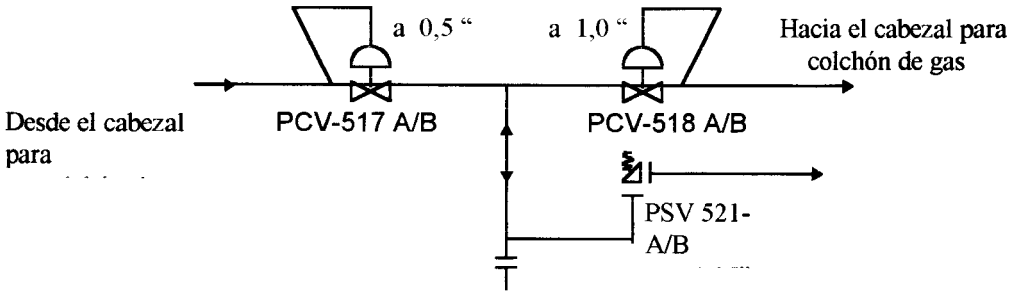 a 0,5 “
a 1,0 “
Hacia el cabezal para
colchón de gas
Desde el cabezal
para
PCV-517 A/B
PCV-518 A/B
PSV 521-
A/B